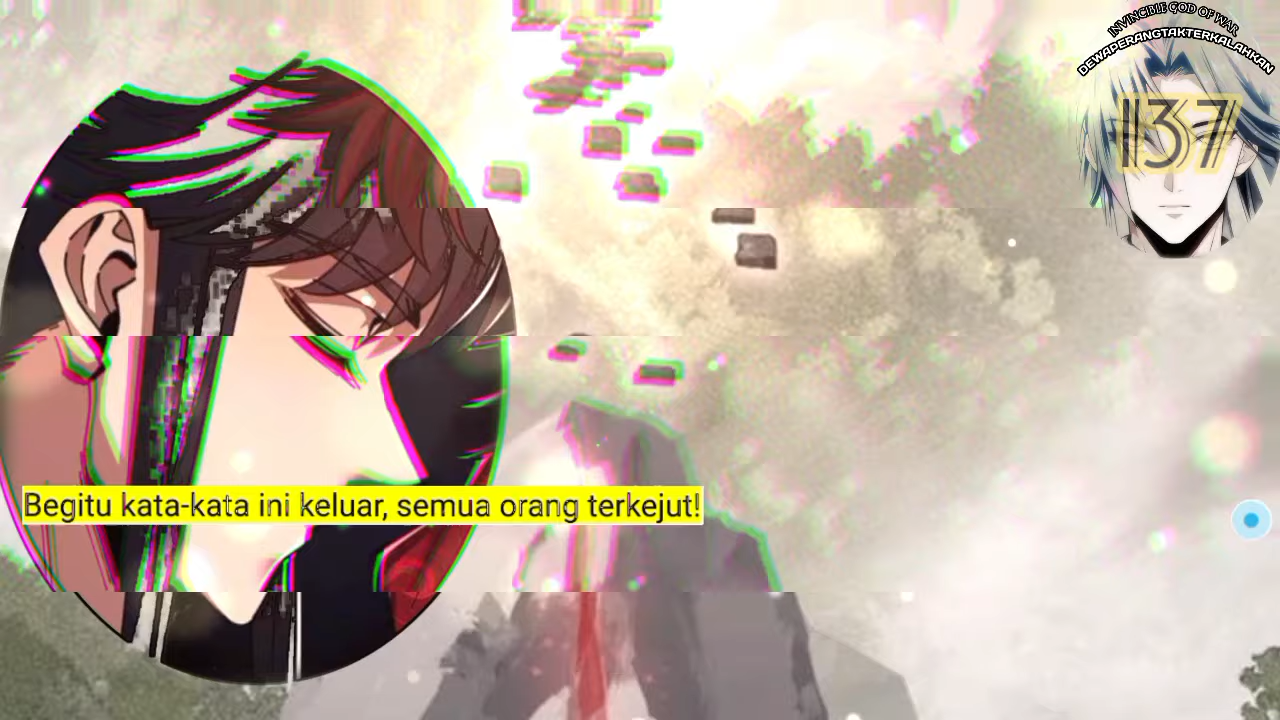 INVINCIBLE GOD OF WAR
DEWAPERANGTAKTERKALAHKAN
137
Begitu kata-kata ini keluar, semua orang terkejut!